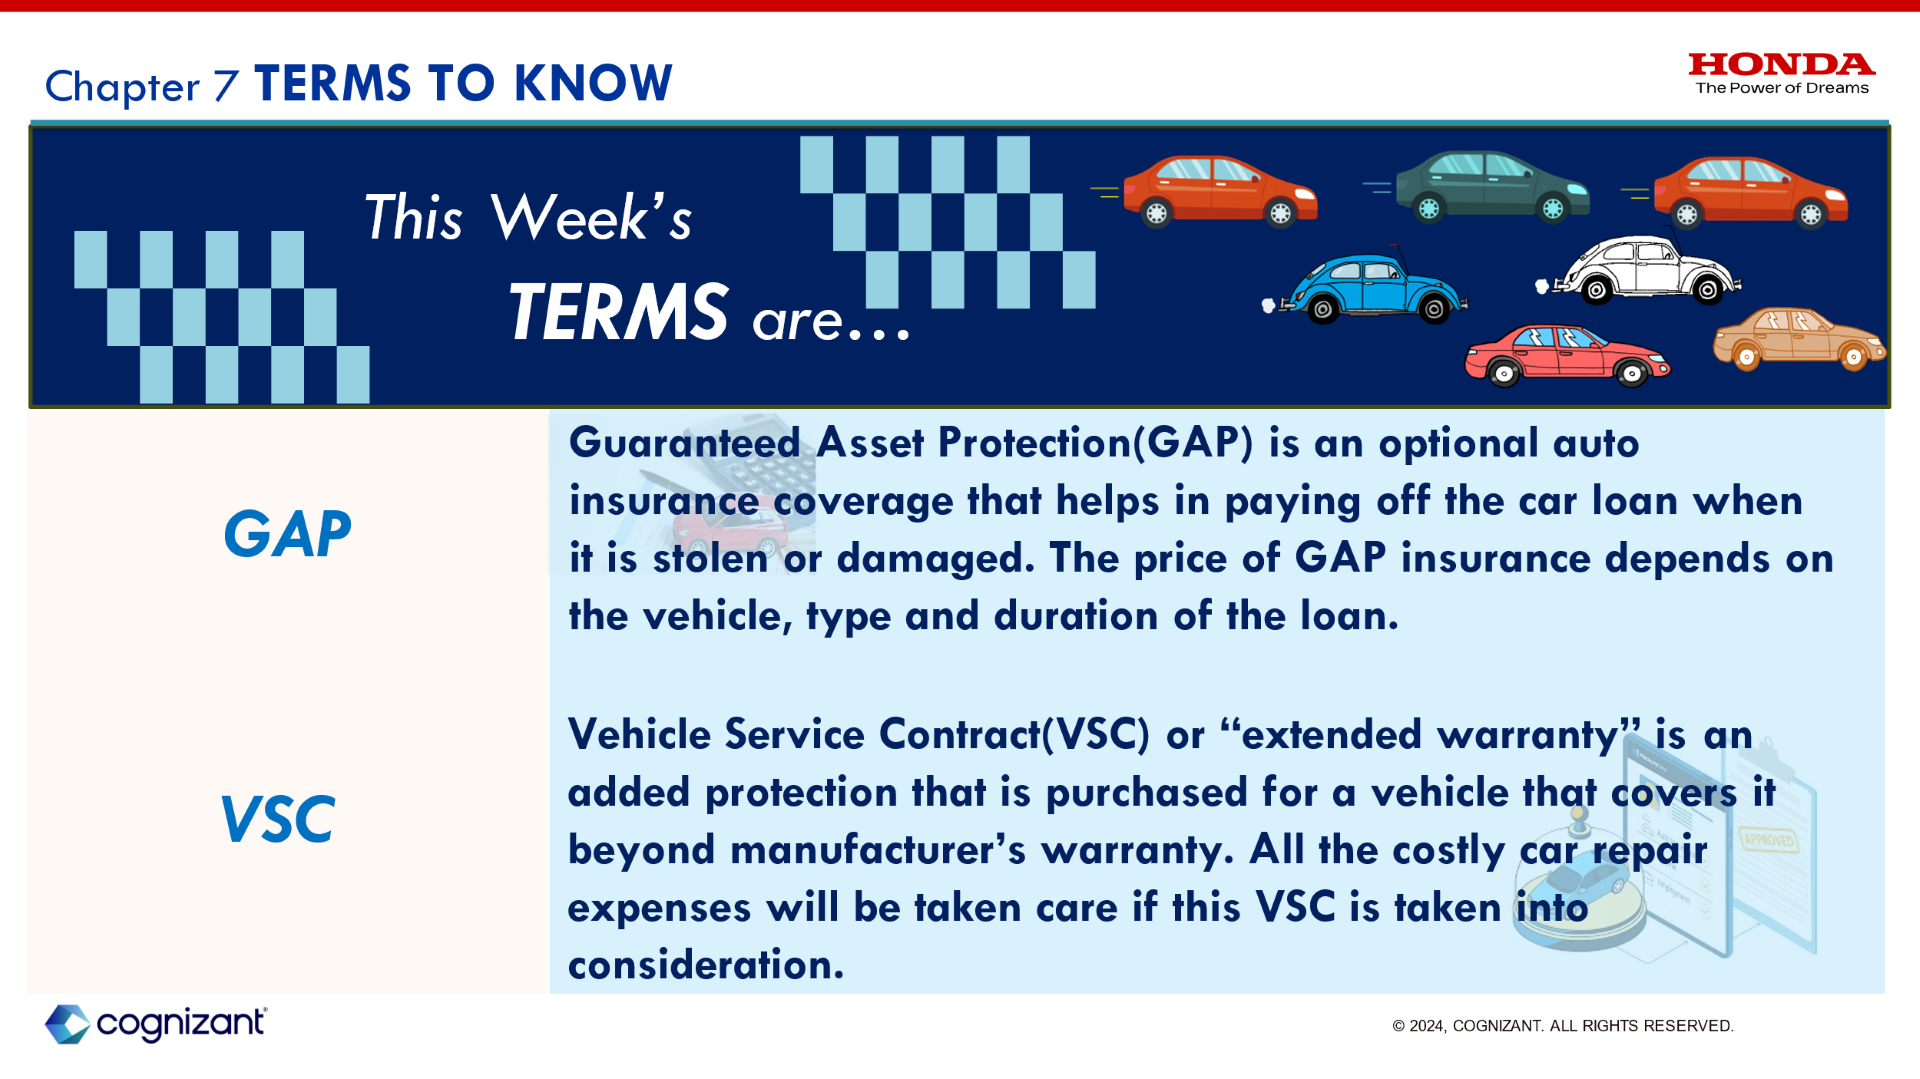 Chapter 7 TERMS TO KNOW
HONDA
The Power of Dreams
This Week's
TERMS are...
GAP
Guaranteed Asset Protection(GAP) is an optional auto
insurance coverage that helps in paying off the car loan when
it is stolen or damaged. The price of GAP insurance depends on
the vehicle, type and duration of the loan.
VSC
Vehicle Service Contract(VSC) or “extended warranty” is an
added protection that is purchased for a vehicle that covers it
beyond manufacturer’s warranty. All the costly car repair
expenses will be taken care if this VSC is taken into
consideration.
APPROVED
Employment
cognizant
© 2024, COGNIZANT. ALL RIGHTS RESERVED.